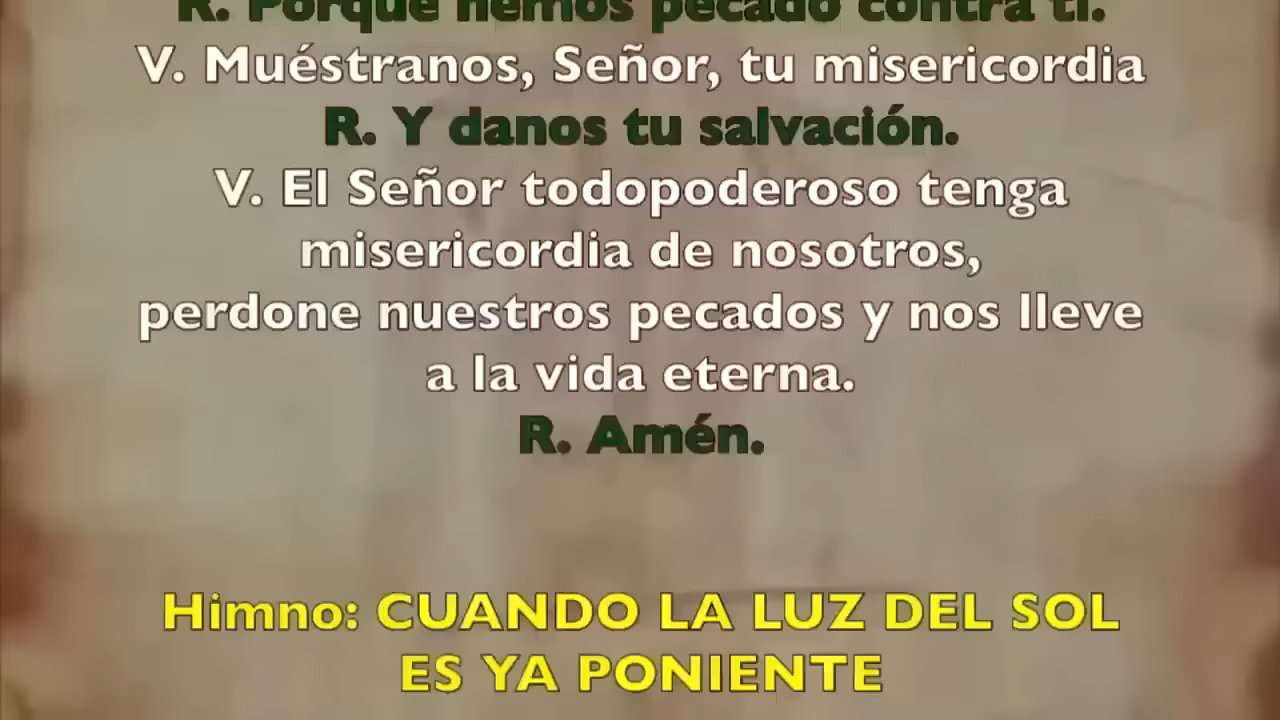 R. Porque hemos pecado contra ti.
V. Muéstranos, Señor, tu misericordia
R. Y danos tu salvación.
V. El Señor todopoderoso tenga
misericordia de nosotros,
perdone nuestros pecados y nos lleve
a la vida eterna.
R. Amén.
Himno: CUANDO LA LUZ DEL SOL
ES YA PONIENTE